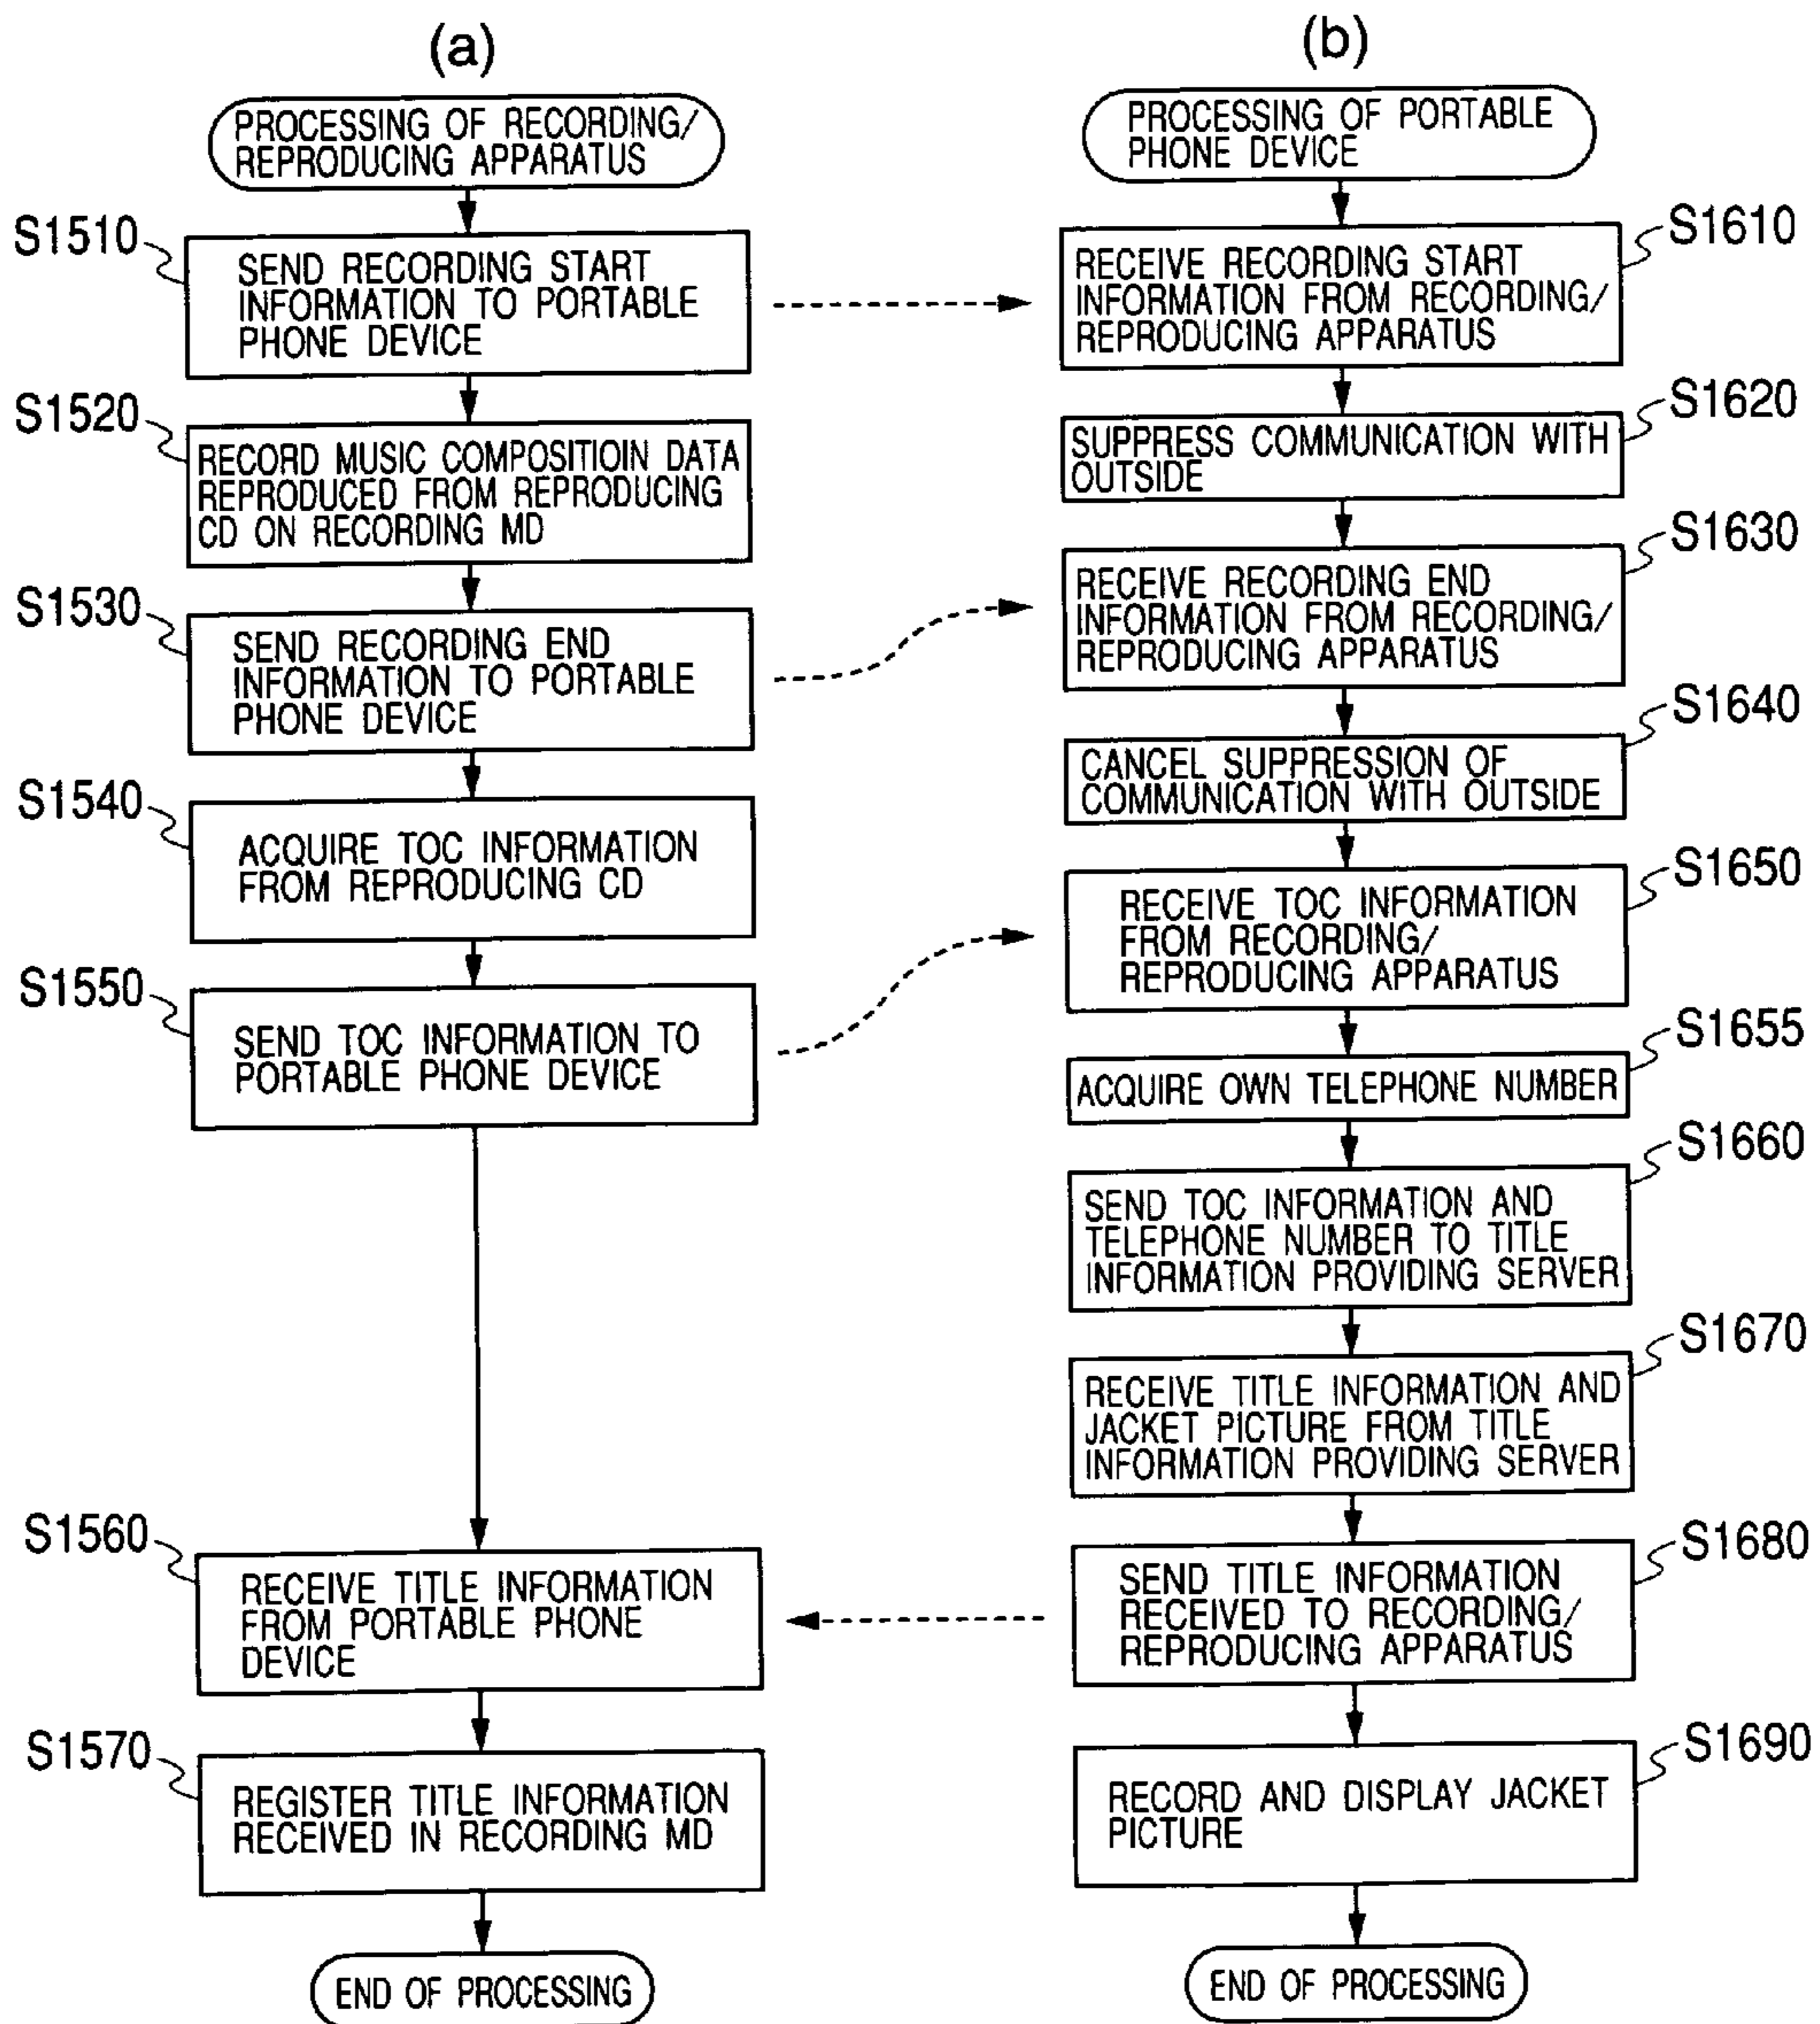 (a)
PROCESSING OF RECORDING/
REPRODUCING APPARATUS
S1510
SEND RECORDING START
INFORMATION TO PORTABLE
PHONE DEVICE
S1520
RECORD MUSIC COMPOSITIOIN DATA
REPRODUCED FROM REPRODUCING
CD ON RECORDING MD
S1530
SEND RECORDING END
INFORMATION TO PORTABLE
PHONE DEVICE
S1540
ACQUIRE TOC INFORMATION
FROM REPRODUCING CD
S1550
SEND TOC INFORMATION TO
PORTABLE PHONE DEVICE
S1560
RECEIVE TITLE INFORMATION
FROM PORTABLE PHONE
DEVICE
S1570
REGISTER TITLE INFORMATION
RECEIVED IN RECORDING MD
END OF PROCESSING
(b)
PROCESSING OF PORTABLE
PHONE DEVICE
S1610
RECEIVE RECORDING START
INFORMATION FROM RECORDING/
REPRODUCING APPARATUS
S1620
SUPPRESS COMMUNICATION WITH
OUTSIDE
S1630
RECEIVE RECORDING END
INFORMATION FROM RECORDING/
REPRODUCING APPARATUS
S1640
CANCEL SUPPRESSION OF
COMMUNICATION WITH OUTSIDE
S1650
RECEIVE TOC INFORMATION
FROM RECORDING/
REPRODUCING APPARATUS
S1655
ACQUIRE OWN TELEPHONE NUMBER
S1660
SEND TOC INFORMATION AND
TELEPHONE NUMBER TO TITLE
INFORMATION PROVIDING SERVER
S1670
RECEIVE TITLE INFORMATION AND
JACKET PICTURE FROM TITLE
INFORMATION PROVIDING SERVER
S1680
SEND TITLE INFORMATION
RECEIVED TO RECORDING/
REPRODUCING APPARATUS
S1690
RECORD AND DISPLAY JACKET
PICTURE
END OF PROCESSING